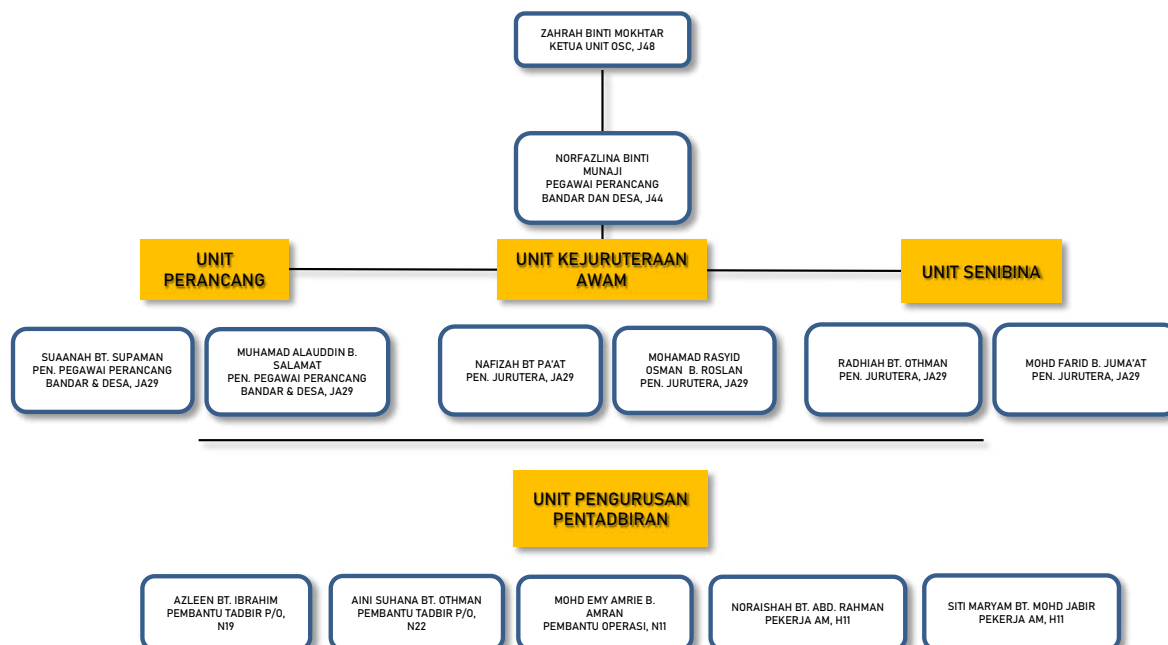 ZAHRAH BINTI MOKHTAR
KETUA UNIT OSC, J48
NORFAZLINA BINTI
MUNAJI
PEGAWAI PERANCANG
BANDAR DAN DESA, J44
UNIT
PERANCANG
UNIT KEJURUTERAAN
AWAM
UNIT SENIBINA
SUAANAH BT. SUPAMAN
PEN. PEGAWAI PERANCANG
BANDAR & DESA, JA29
MUHAMAD ALAUDDIN B.
SALAMAT
PEN. PEGAWAI PERANCANG
BANDAR & DESA, JA29
NAFIZAH BT PA'AT
PEN. JURUTERA, JA29
MOHAMAD RASYID
OSMAN B. ROSLAN
PEN. JURUTERA, JA29
RADHIAH BT. OTHMAN
PEN. JURUTERA, JA29
MOHD FARID B. JUMA'AT
PEN. JURUTERA, JA29
UNIT PENGURUSAN
PENTADBIRAN
AZLEEN BT. IBRAHIM
PEMBANTU TADBIR P/O,
N19
AINI SUHANA BT. OTHMAN
PEMBANTU TADBIR P/O,
N22
MOHD EMY AMRIE B.
AMRAN
PEMBANTU OPERASI, N11
NORAISHAH BT. ABD. RAHMAN
PEKERJA AM, H11
SITI MARYAM BT. MOHD JABIR
PEKERJA AM, H11